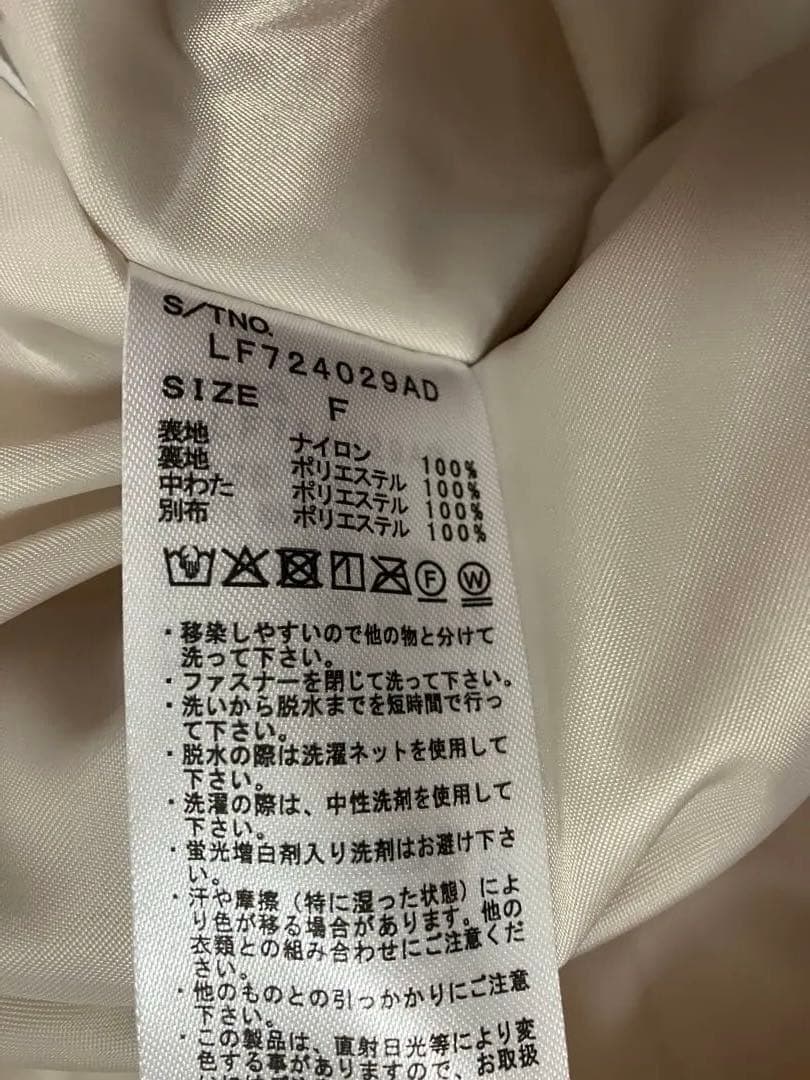 S/TNO.
LF724029AD
SIZE F
表地 ナイロン 100%
裏地 ポリエステル 100%
中わた ポリエステル 100%
別布 ポリエステル 100%
F W
・移染しやすいので他の物と分けて
洗って下さい。
・ファスナーを閉じて洗って下さい。
・洗いから脱水までを短時間で行っ
て下さい。
・脱水の際は洗濯ネットを使用して
下さい。
・洗濯の際は、中性洗剤を使用して
下さい。
・蛍光増白剤入り洗剤はお避け下さ
い。
・汗や摩擦（特に湿った状態）によ
り色が移る場合があります。他の
衣類との組み合わせにご注意くだ
さい。
・他のものとの引っかかりにご注意
下さい。
・この製品は、直射日光等により変
色する事がありますので、お取扱